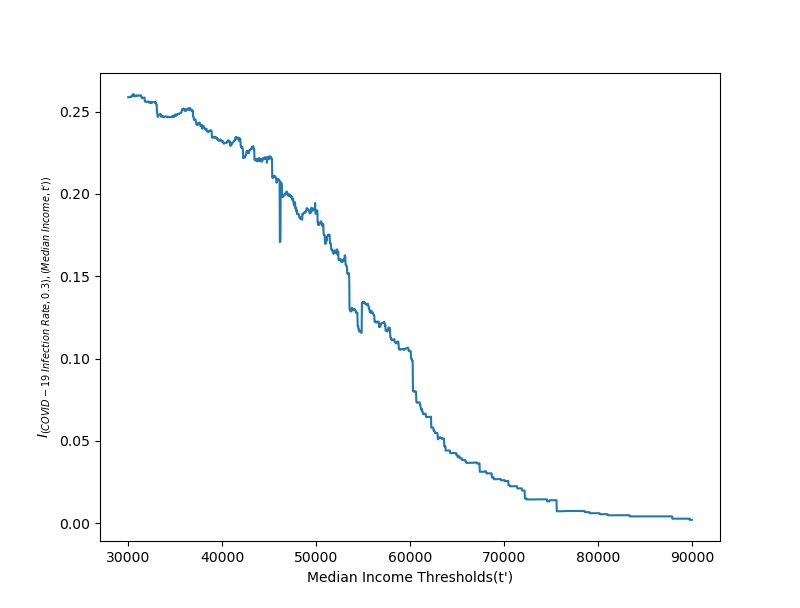 0.25
0.20
0.15
0.10
0.05
0.00
I(COVID−19 Infection Rate, 0.3), (Median Income, t'))
30000 40000 50000 60000 70000 80000 90000
Median Income Thresholds(t')